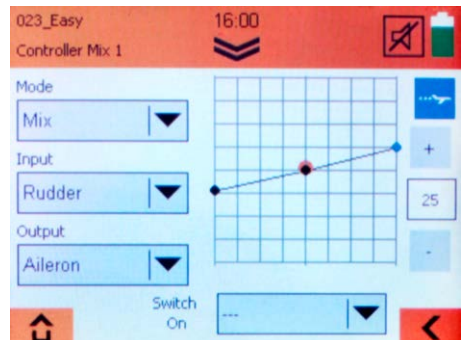 023_Easy
16:00
Controller Mix 1
Mode
Mix
Input
Rudder
+
25
-
Output
Aileron
Switch
On
---